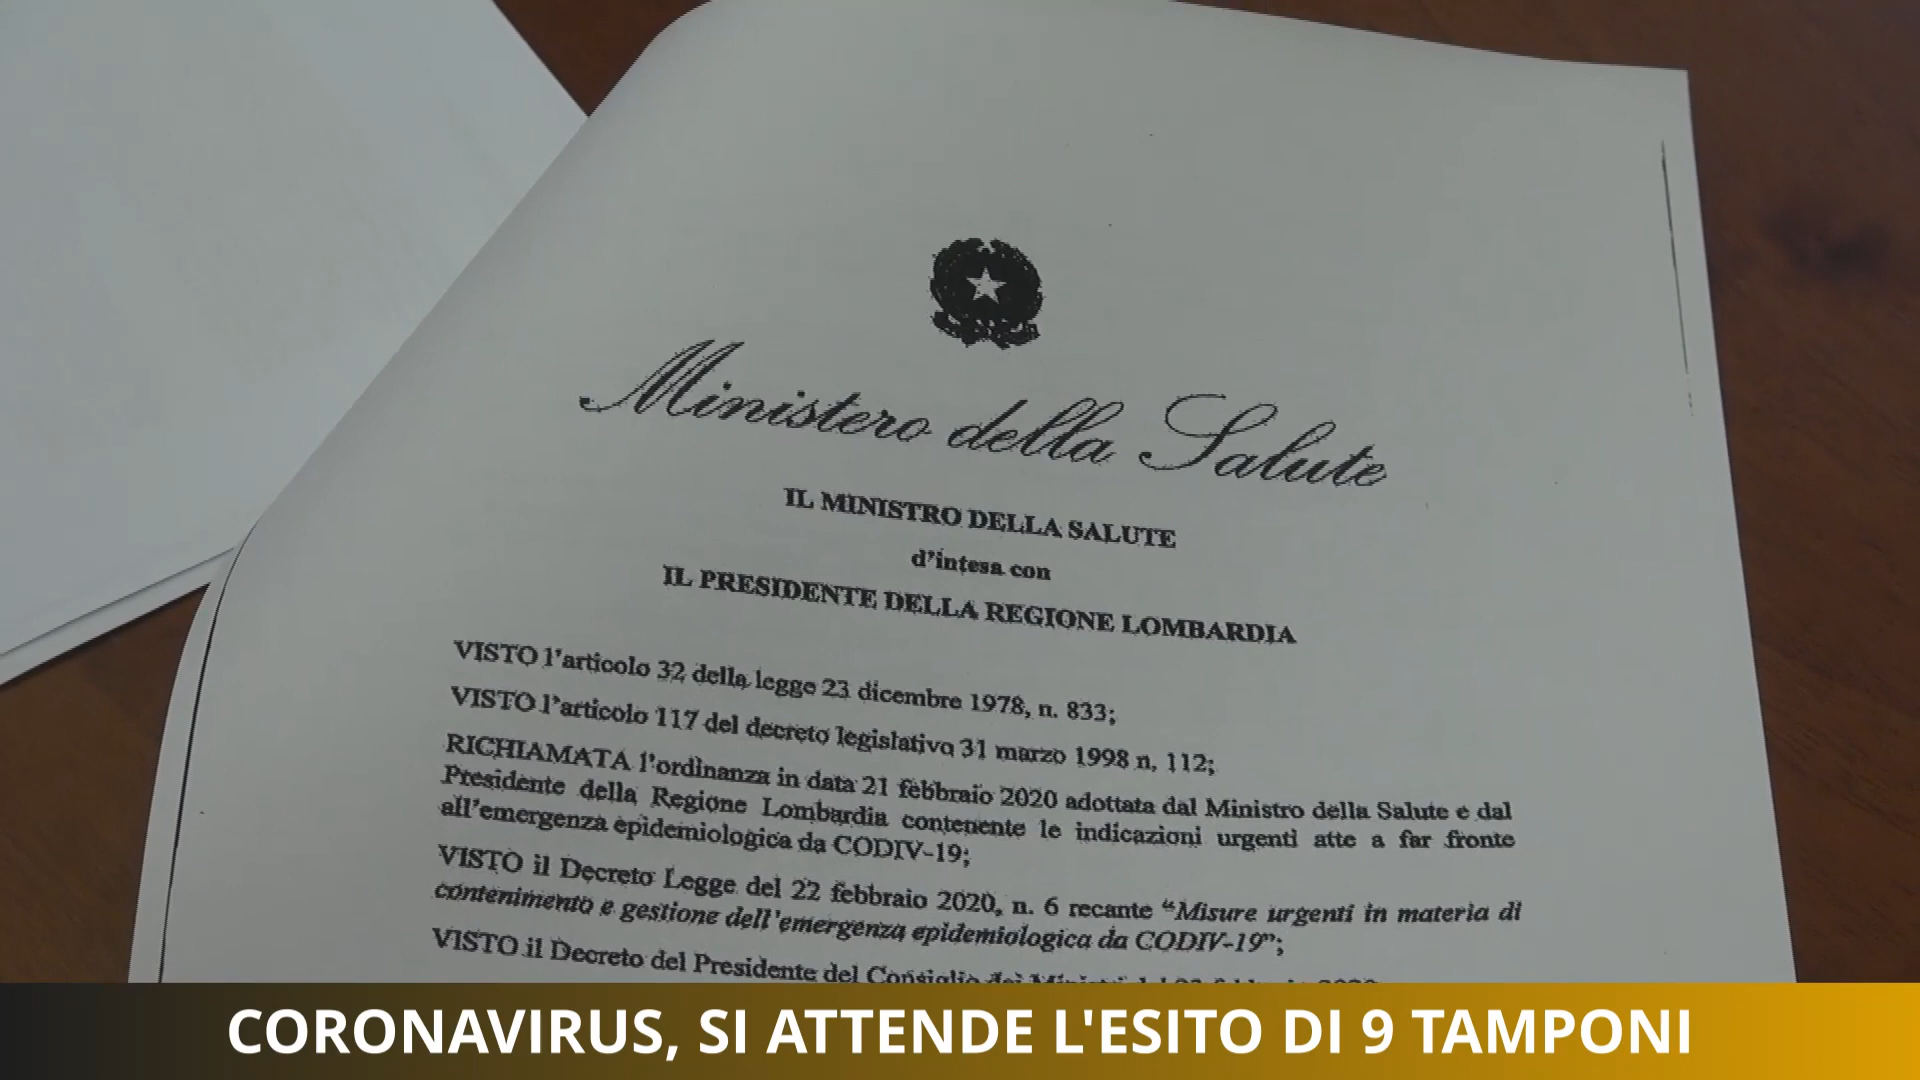 Ministero della Salute
IL MINISTRO DELLA SALUTE
d'intesa con
IL PRESIDENTE DELLA REGIONE LOMBARDIA
VISTO l'articolo 32 della legge 23 dicembre 1978, n. 833;
VISTO l'articolo 117 del decreto legislativo 31 marzo 1998 n. 112;
RICHIAMATA l'ordinanza in data 21 febbraio 2020 adottata dal Ministro della Salute e dal
Presidente della Regione Lombardia contenente le indicazioni urgenti atte a far fronte
all'emergenza epidemiologica da CODIV-19;
VISTO il Decreto Legge del 22 febbraio 2020, n. 6 recante “Misure urgenti in materia di
contenimento e gestione dell'emergenza epidemiologica da CODIV-19”;
VISTO il Decreto del Presidente del Consiglio dei Ministri
CORONAVIRUS, SI ATTENDE L'ESITO DI 9 TAMPONI